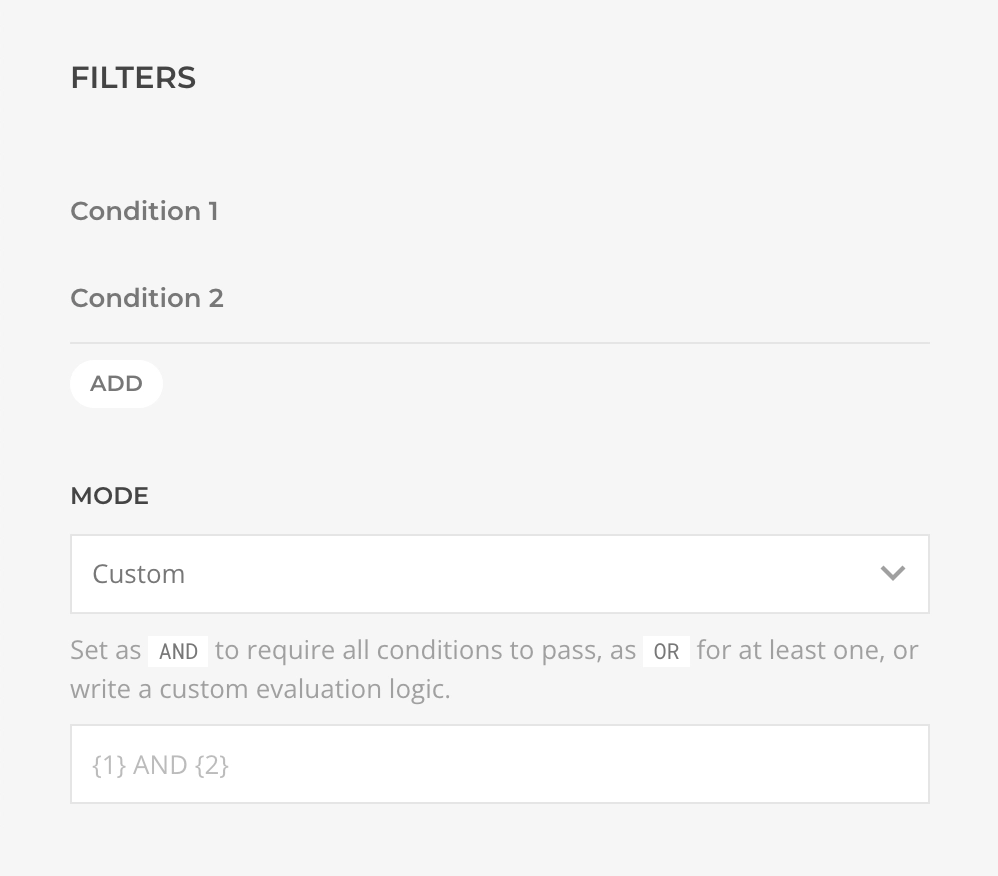 FILTERS
Condition 1
Condition 2
ADD
MODE
Custom
Set as AND to require all conditions to pass, as OR for at least one, or
write a custom evaluation logic.
{1} AND {2}